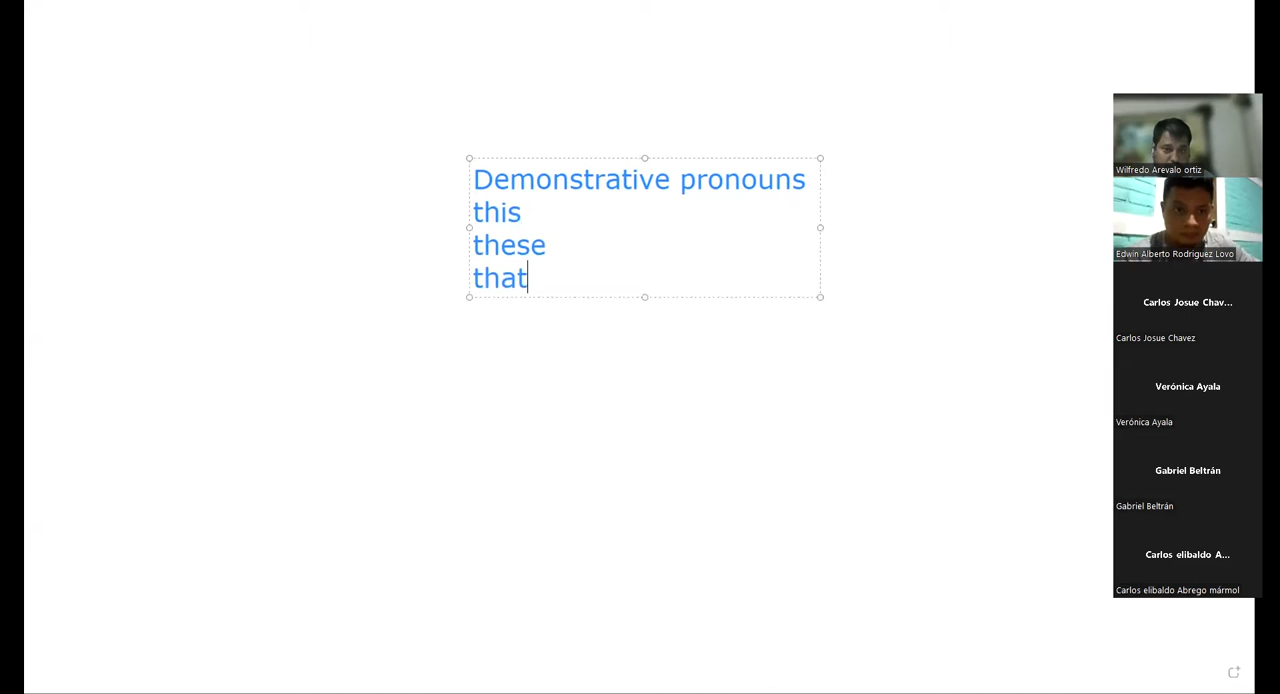 Demonstrative pronouns
this
these
that
Wilfredo Arevalo ortiz
Edwin Alberto Rodriguez Lovo
Carlos Josue Chav...
Carlos Josue Chavez
Verónica Ayala
Verónica Ayala
Gabriel Beltrán
Gabriel Beltrán
Carlos elibaldo A...
Carlos elibaldo Abrego mármol